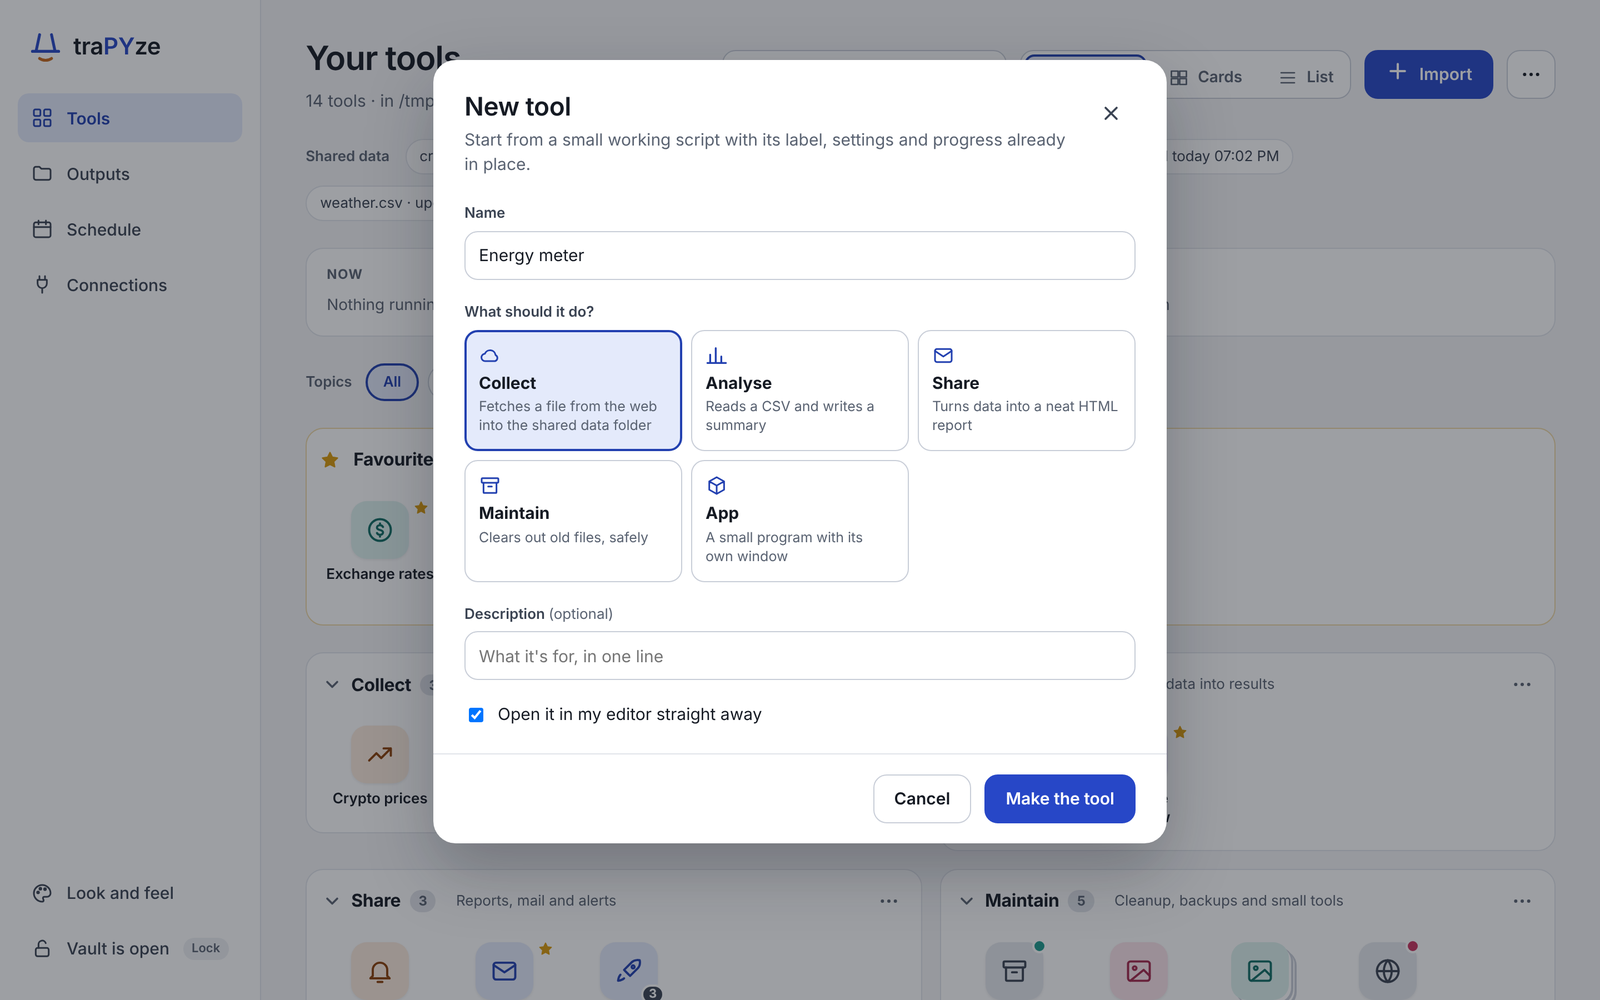 traPYze
Tools
Outputs
Schedule
Connections
Look and feel
Vault is open
Lock
Your tools
14 tools · in /tmp
Cards
List
Import
Shared data
today 07:02 PM
weather.csv · up
NOW
Nothing runnin
Topics
All
Favourite
Exchange rates
Collect
data into results
Crypto prices
Share 3
Reports, mail and alerts
3
Maintain 5
Cleanup, backups and small tools
New tool
Start from a small working script with its label, settings and progress already
in place.
Name
Energy meter
What should it do?
Collect
Fetches a file from the web
into the shared data folder
Analyse
Reads a CSV and writes a
summary
Share
Turns data into a neat HTML
report
Maintain
Clears out old files, safely
App
A small program with its
own window
Description (optional)
What it's for, in one line
Open it in my editor straight away
Cancel
Make the tool